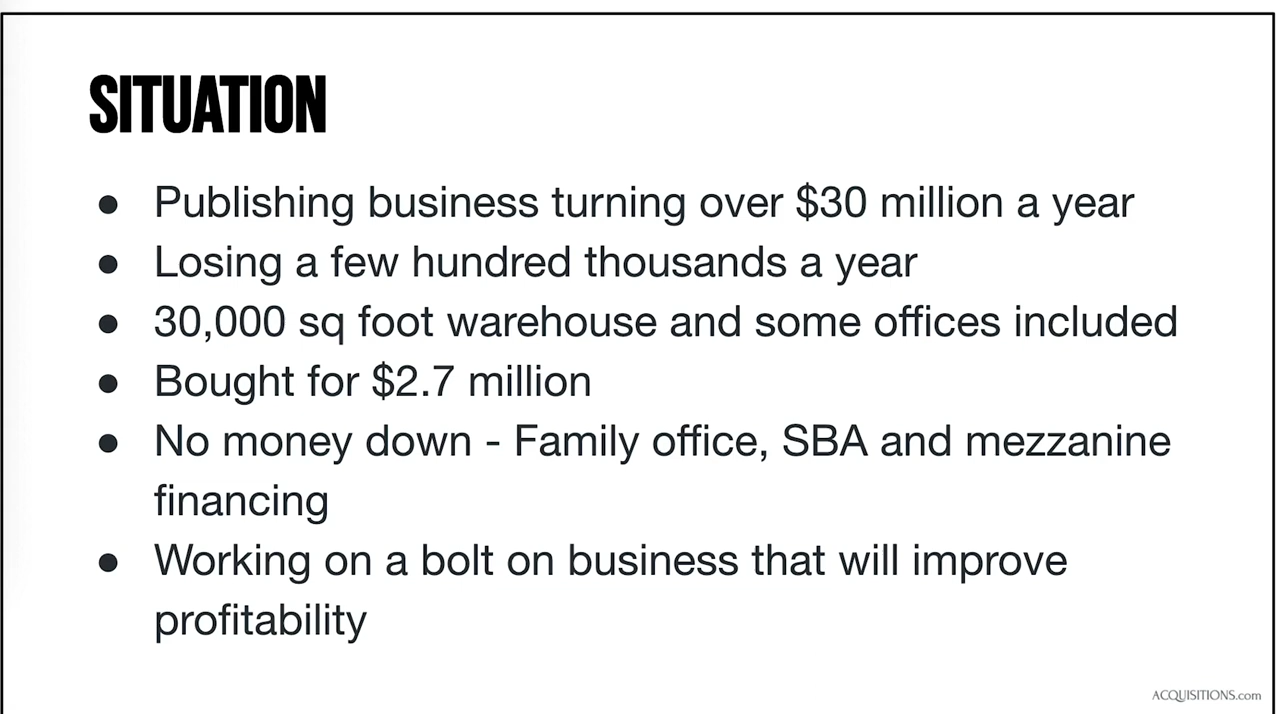 SITUATION
● Publishing business turning over $30 million a year
● Losing a few hundred thousands a year
● 30,000 sq foot warehouse and some offices included
● Bought for $2.7 million
● No money down - Family office, SBA and mezzanine
financing
● Working on a bolt on business that will improve
profitability
ACQUISITIONS.com